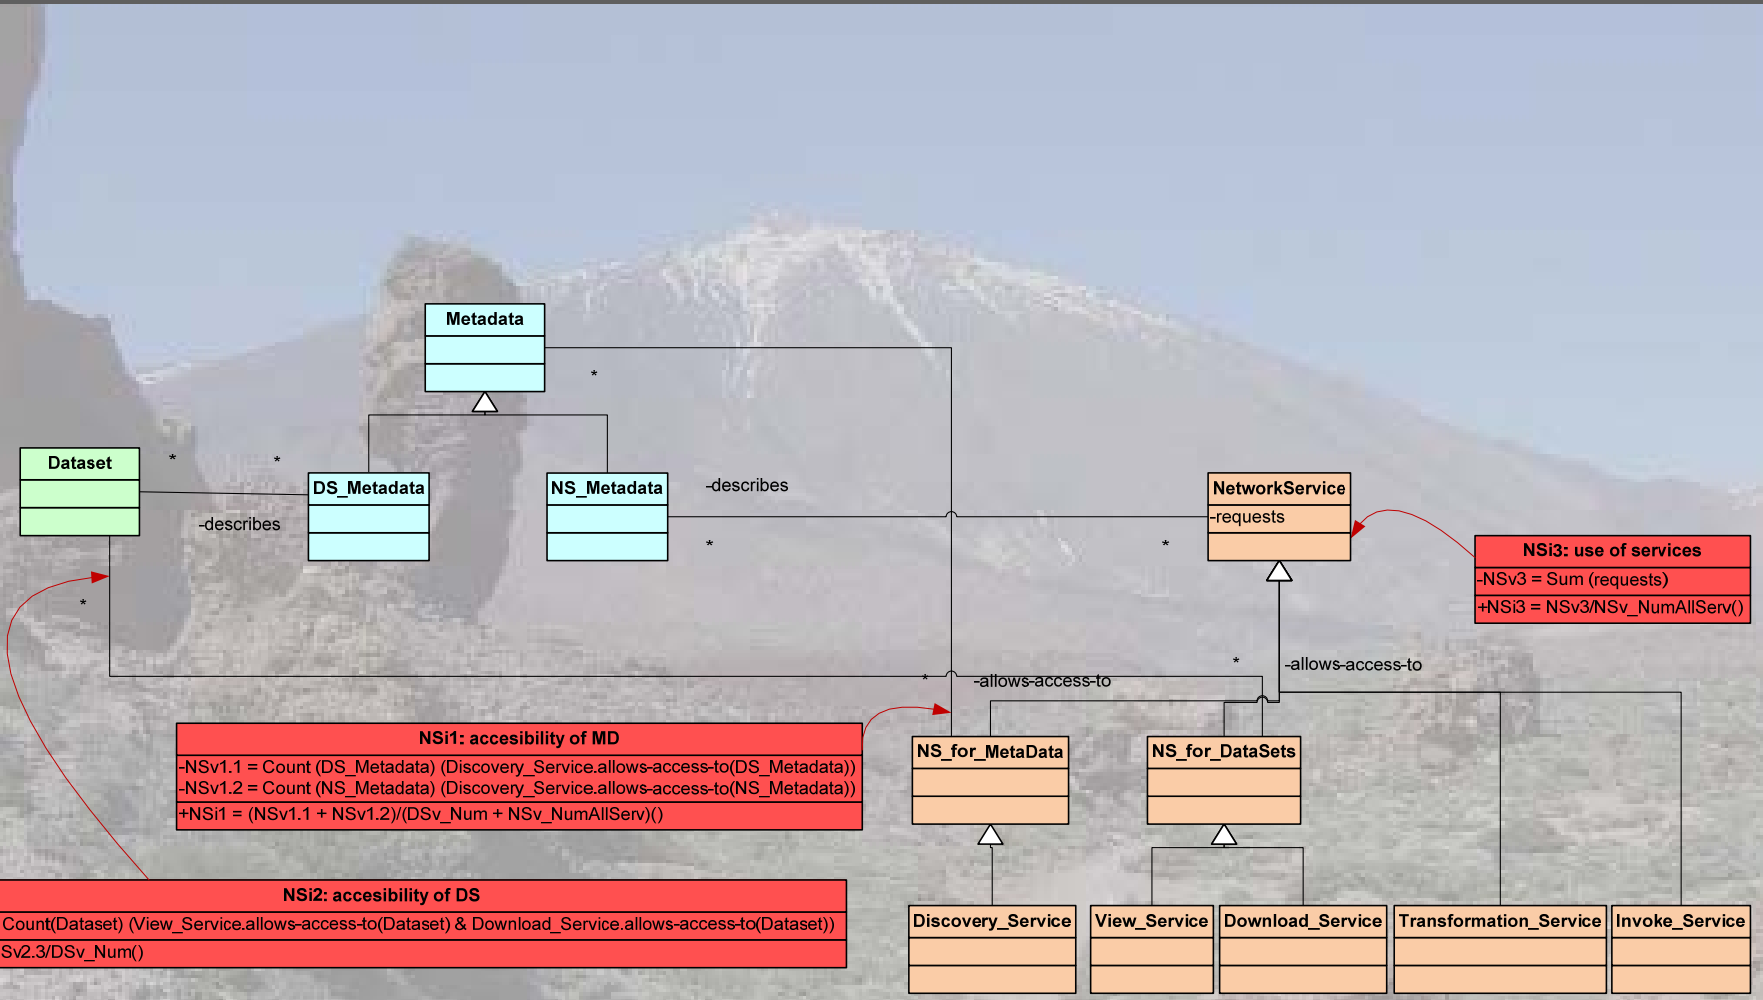 Metadata
*
Dataset
*
*
DS_Metadata
-describes
NS_Metadata
-describes
*
*
NetworkService
-requests
NSi3: use of services
-NSv3 = Sum (requests)
+NSi3 = NSv3/NSv_NumAllServ()
*
*
-allows-access-to
*
-allows-access-to
NSi1: accesibility of MD
-NSv1.1 = Count (DS_Metadata) (Discovery_Service.allows-access-to(DS_Metadata))
-NSv1.2 = Count (NS_Metadata) (Discovery_Service.allows-access-to(NS_Metadata))
+NSi1 = (NSv1.1 + NSv1.2)/(DSv_Num + NSv_NumAllServ)()
NS_for_MetaData
NS_for_DataSets
NSi2: accesibility of DS
Count(Dataset) (View_Service.allows-access-to(Dataset) & Download_Service.allows-access-to(Dataset))
Sv2.3/DSv_Num()
Discovery_Service
View_Service
Download_Service
Transformation_Service
Invoke_Service